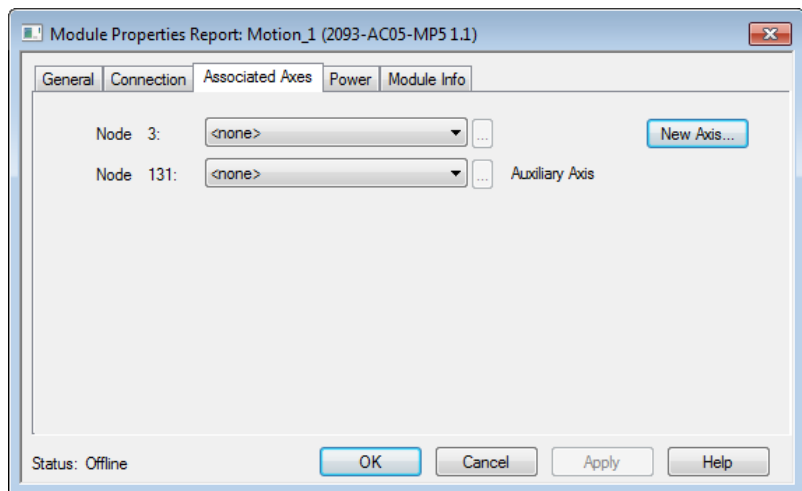 Module Properties Report: Motion_1 (2093-AC05-MP5 1.1)
General Connection Associated Axes Power Module Info
Node 3: <none> ... New Axis...
Node 131: <none> ... Auxiliary Axis
Status: Offline OK Cancel Apply Help